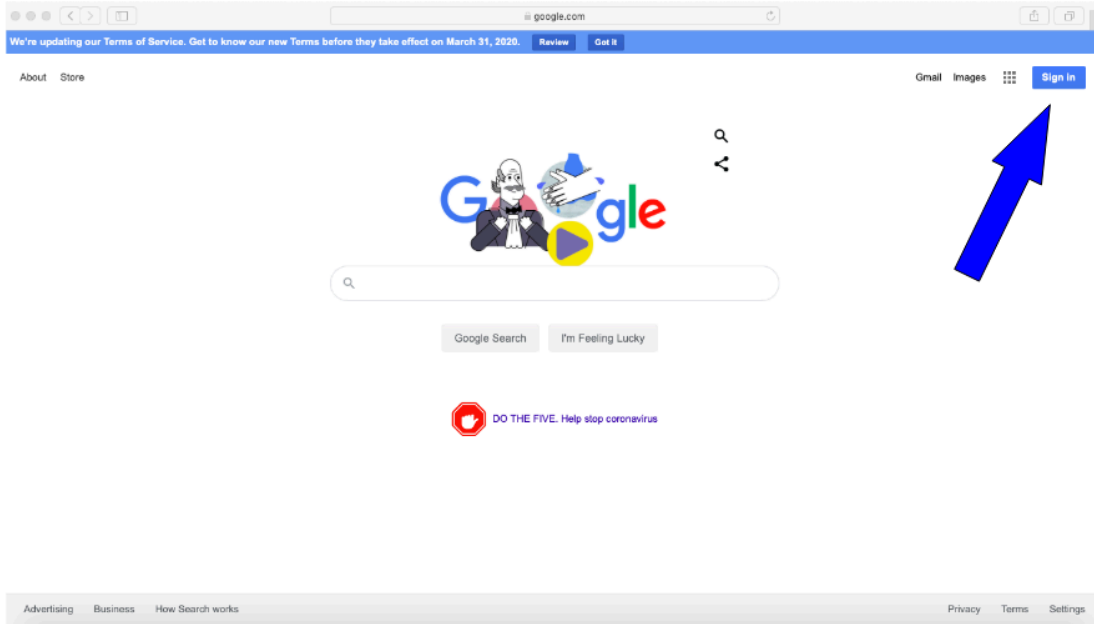 google.com
We're updating our Terms of Service. Get to know our new Terms before they take effect on March 31, 2020. Review Got it
About Store Gmail Images Sign in
Google
Google Search I'm Feeling Lucky
DO THE FIVE. Help stop coronavirus
Advertising Business How Search works Privacy Terms Settings